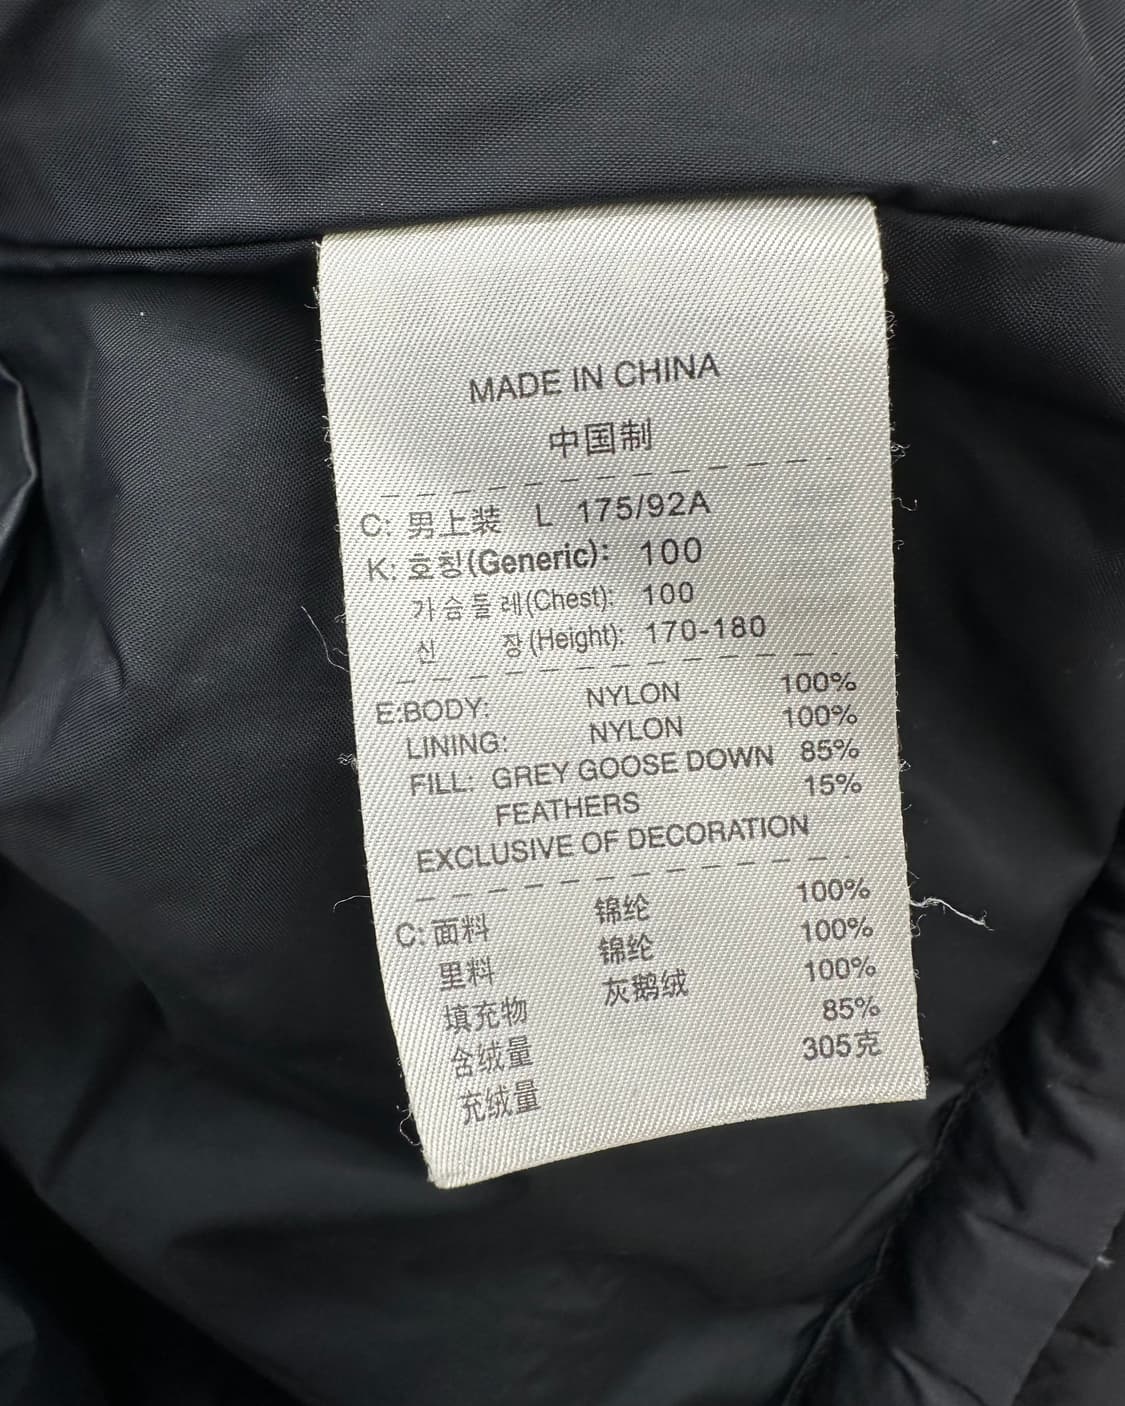 MADE IN CHINA
中国制
C: 男上装 L 175/92A
K: 호칭(Generic): 100
가슴둘레(Chest): 100
신 장(Height): 170-180
E:BODY: NYLON 100%
LINING: NYLON 100%
FILL: GREY GOOSE DOWN 85%
FEATHERS 15%
EXCLUSIVE OF DECORATION
C: 面料 锦纶 100%
里料 锦纶 100%
填充物 灰鹅绒 100%
含绒量 85%
充绒量 305克